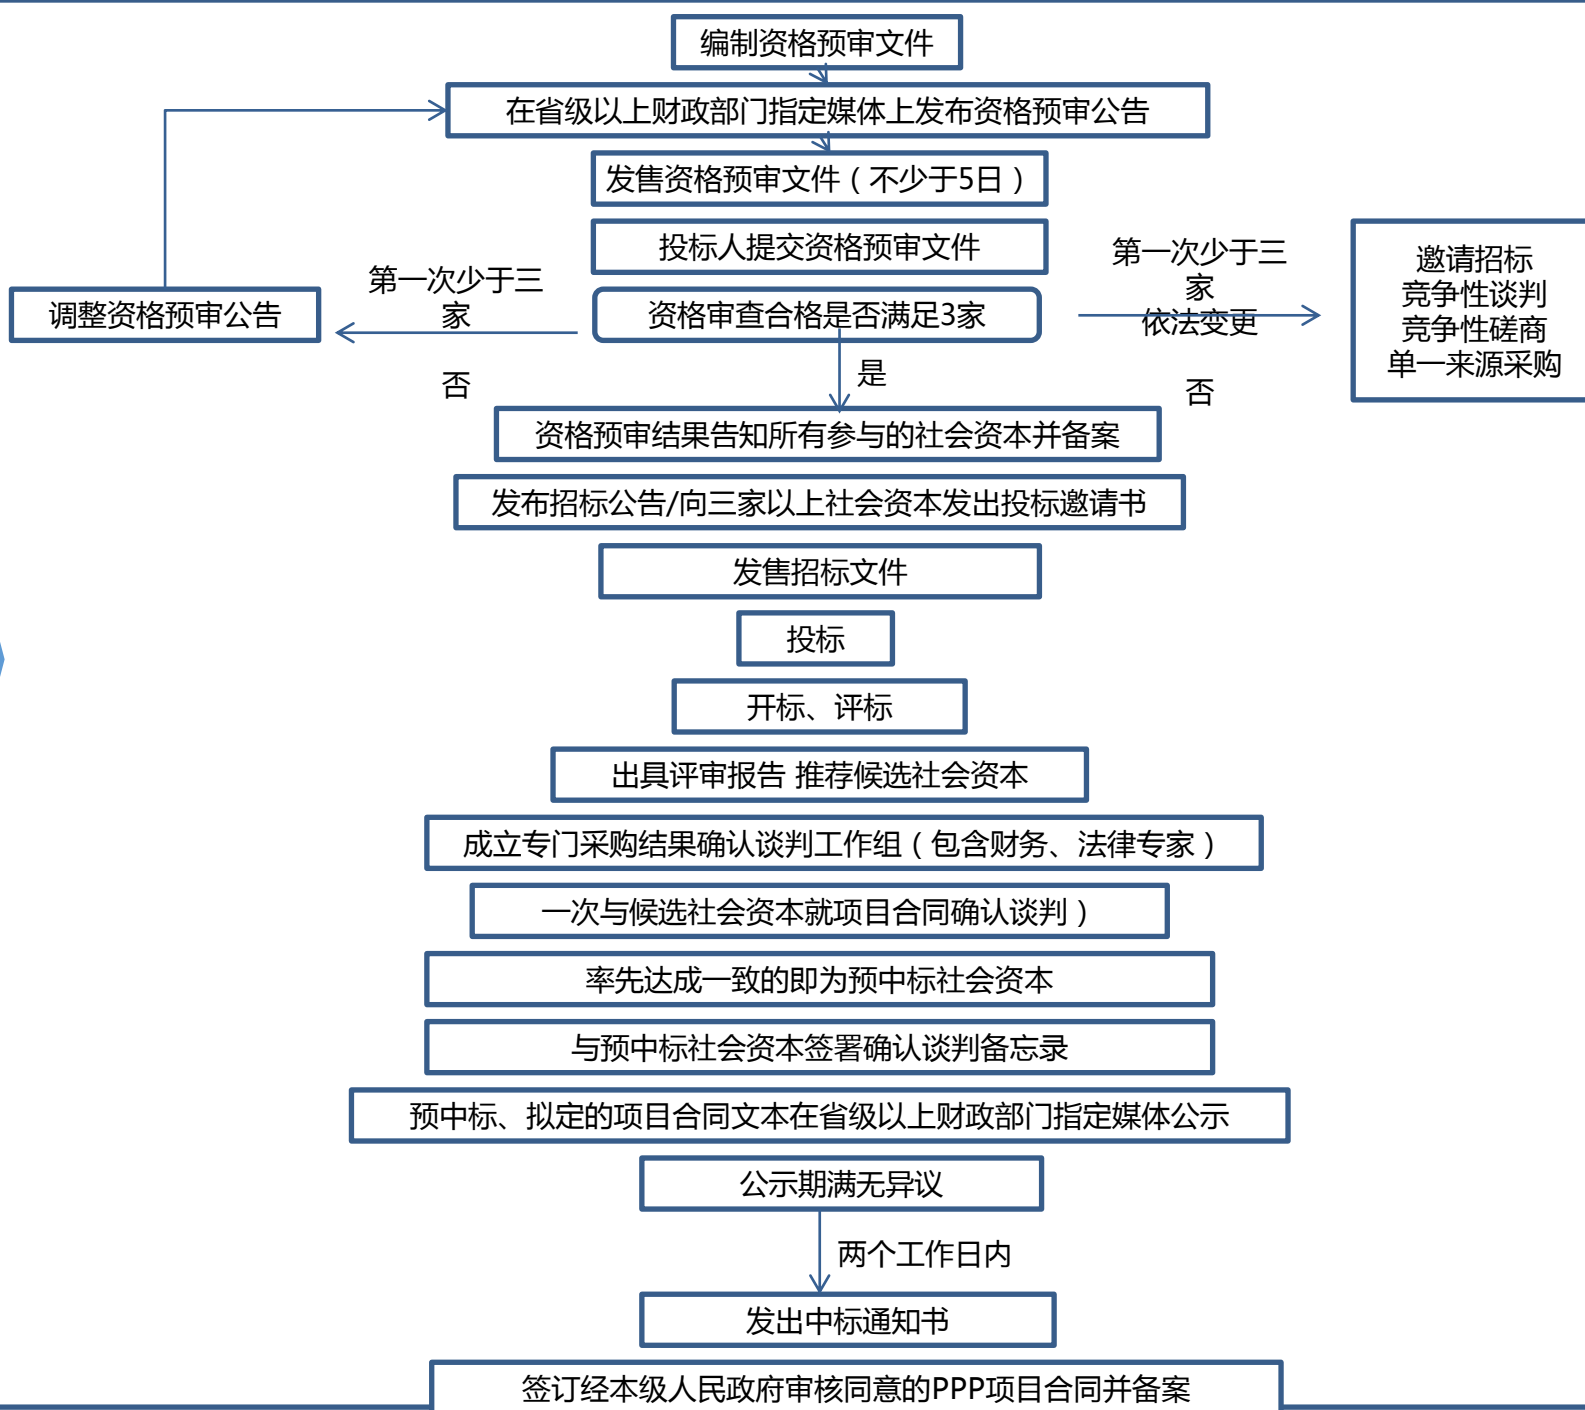 编制资格预审文件
在省级以上财政部门指定媒体上发布资格预审公告
发售资格预审文件（不少于5日）
投标人提交资格预审文件
第一次少于三
家
否
调整资格预审公告
资格审查合格是否满足3家
是
第一次少于三
家
依法变更
否
邀请招标
竞争性谈判
竞争性磋商
单一来源采购
资格预审结果告知所有参与的社会资本并备案
发布招标公告/向三家以上社会资本发出投标邀请书
发售招标文件
投标
开标、评标
出具评审报告 推荐候选社会资本
成立专门采购结果确认谈判工作组（包含财务、法律专家）
一次与候选社会资本就项目合同确认谈判）
率先达成一致的即为预中标社会资本
与预中标社会资本签署确认谈判备忘录
预中标、拟定的项目合同文本在省级以上财政部门指定媒体公示
公示期满无异议
两个工作日内
发出中标通知书
签订经本级人民政府审核同意的PPP项目合同并备案